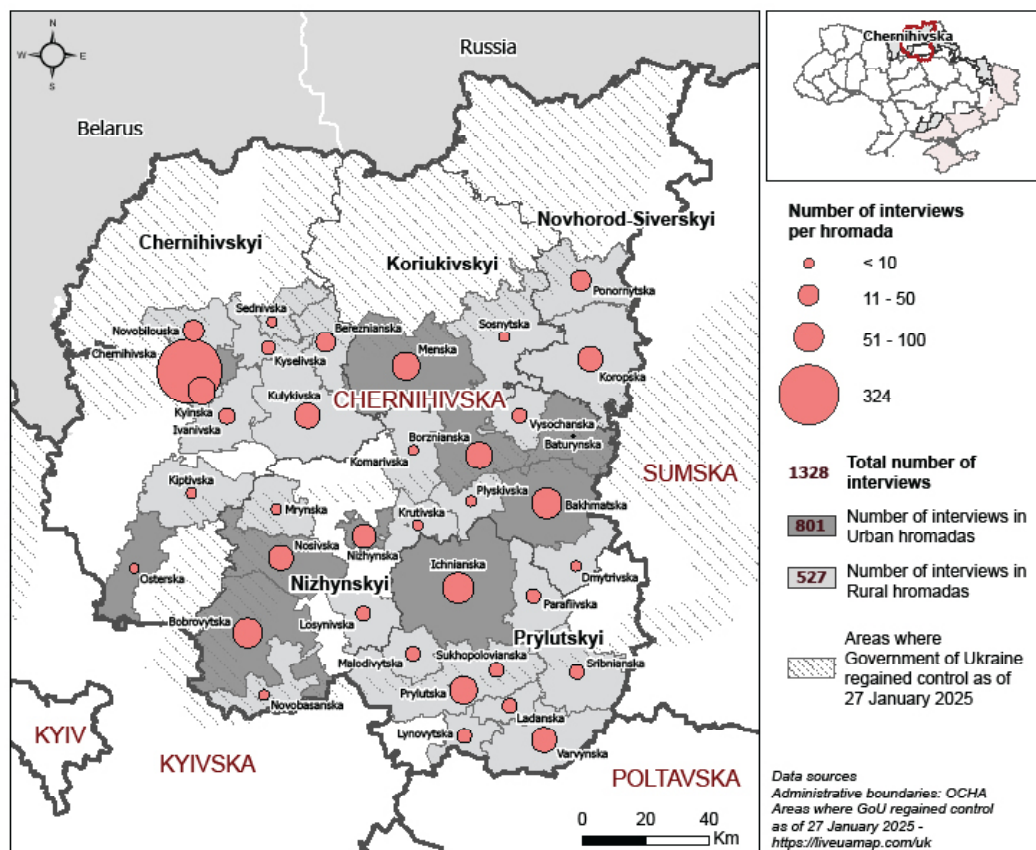 N
W
E
S
Russia
Belarus
Chernihivskyi
Koriukivskyi
Novhorod-Siverskyi
Ponornytska
Sednivska
Novobilouska
Bereznianska
Sosnytska
Chernihivska
Kyselivska
Menska
Koropska
Kyinska
Kulykivska
CHERNIHIVSKA
Ivanivska
Vysochanska
Borznianska
Baturynska
Komarivska
SUMSKA
Kiptivska
Plyskivska
Bakhmatska
Mrynska
Krutivska
Nosivska
Nizhynska
Osterska
Nizhynskyi
Ichnianska
Dmytrivska
Parafiivska
Losynivska
Bobrovytska
Prylutskyi
Malodivytska
Sukhopolovianska
Sribnianska
Prylutska
Novobasanska
Ladanska
Lynovytska
Varvynska
KYIV
KYIVSKA
POLTAVSKA
0 20 40
Km
Chernihivska
Number of interviews
per hromada
< 10
11 - 50
51 - 100
324
1328 Total number of
interviews
801 Number of interviews in
Urban hromadas
527 Number of interviews in
Rural hromadas
Areas where
Government of Ukraine
regained control as of
27 January 2025
Data sources
Administrative boundaries: OCHA
Areas where GoU regained control
as of 27 January 2025 -
https://liveuamap.com/uk